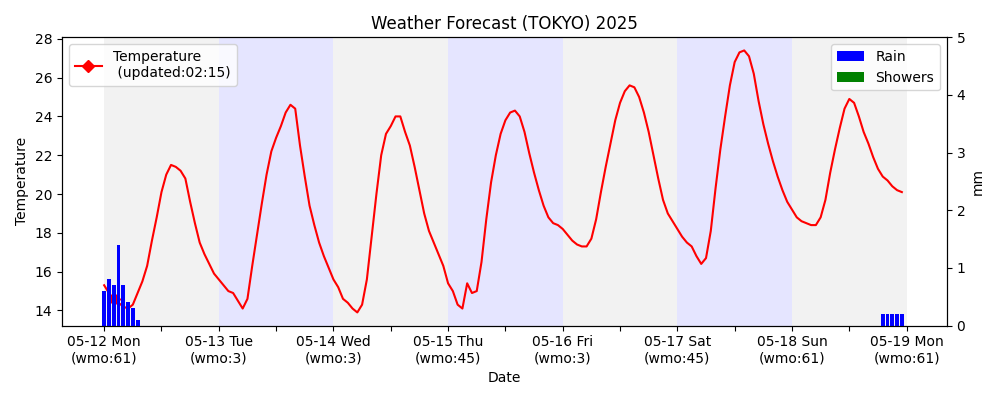 Weather Forecast (TOKYO) 2025
Temperature
(updated:02:15)
Rain
Showers
28
26
24
22
20
18
16
14
Temperature
5
4
3
2
1
0
mm
05-12 Mon
(wmo:61)
05-13 Tue
(wmo:3)
05-14 Wed
(wmo:3)
05-15 Thu
(wmo:45)
05-16 Fri
(wmo:3)
05-17 Sat
(wmo:45)
05-18 Sun
(wmo:61)
05-19 Mon
(wmo:61)
Date